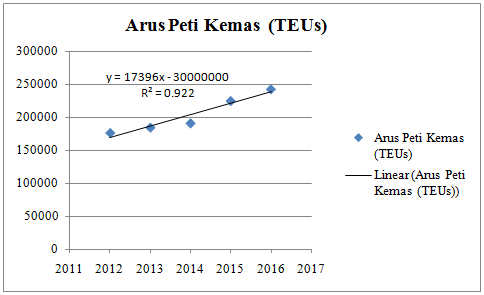 Arus Peti Kemas (TEUs)
300000
250000
200000
150000
100000
50000
0
y = 17396x - 30000000
R² = 0.922
2011 2012 2013 2014 2015 2016 2017
Arus Peti Kemas
(TEUs)
Linear (Arus Peti
Kemas (TEUs))